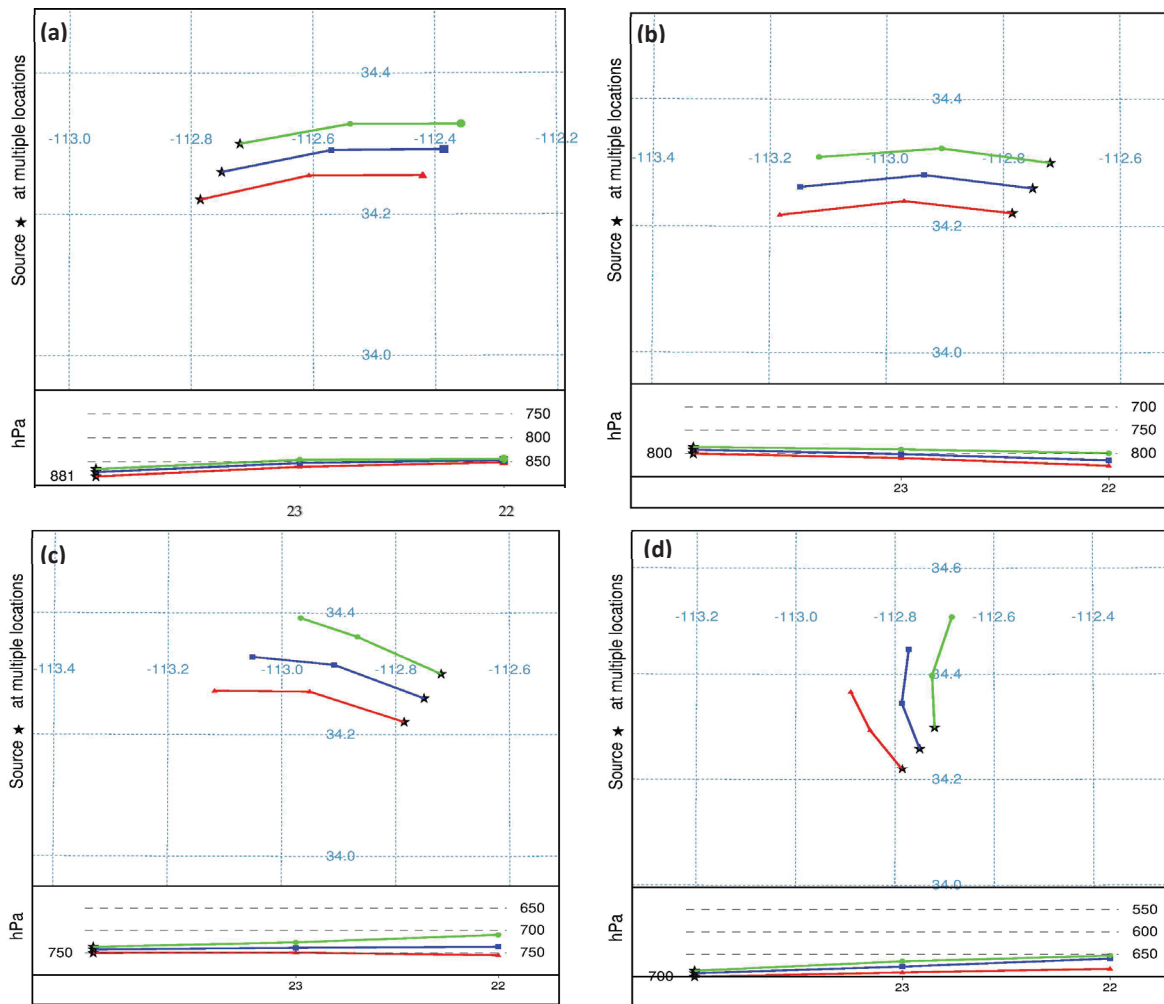 (a)
Source ★ at multiple locations
34.4
-113.0 -112.8 -112.6 -112.4 -112.2
34.2
34.0
hPa
750
800
850
881
23 22
(b)
Source ★ at multiple locations
34.4
-113.4 -113.2 -113.0 -112.8 -112.6
34.2
34.0
hPa
700
750
800 800
23 22
(c)
Source ★ at multiple locations
34.4
-113.4 -113.2 -113.0 -112.8 -112.6
34.2
34.0
hPa
650
700
750 750
23 22
(d)
Source ★ at multiple locations
34.6
-113.2 -113.0 -112.8 -112.6 -112.4
34.4
34.2
34.0
hPa
550
600
650
700
23 22